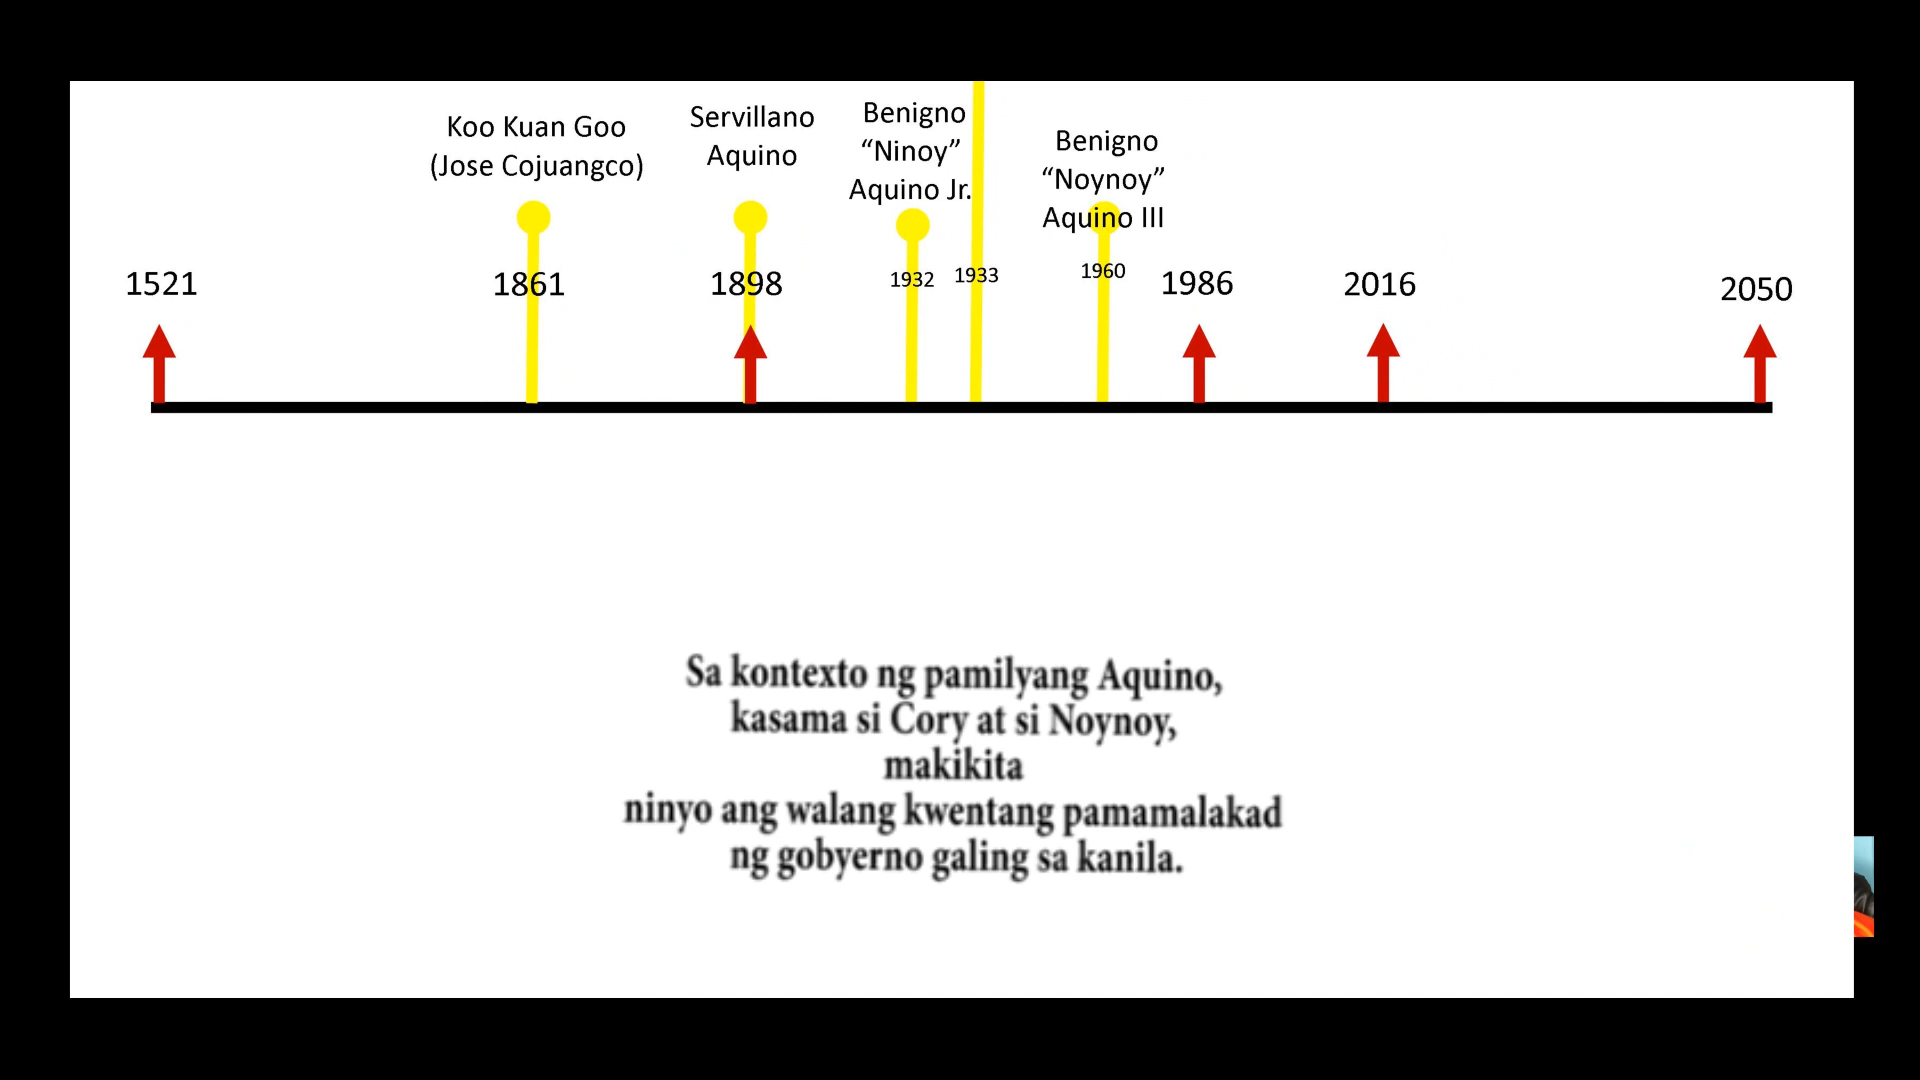 Koo Kuan Goo
(Jose Cojuangco)
Servillano
Aquino
Benigno
“Ninoy”
Aquino Jr.
Benigno
“Noynoy”
Aquino III
1521
1861
1898
1932
1933
1960
1986
2016
2050
Sa kontexto ng pamilyang Aquino,
kasama si Cory at si Noynoy,
makikita
ninyo ang walang kwentang pamamalakad
ng gobyerno galing sa kanila.